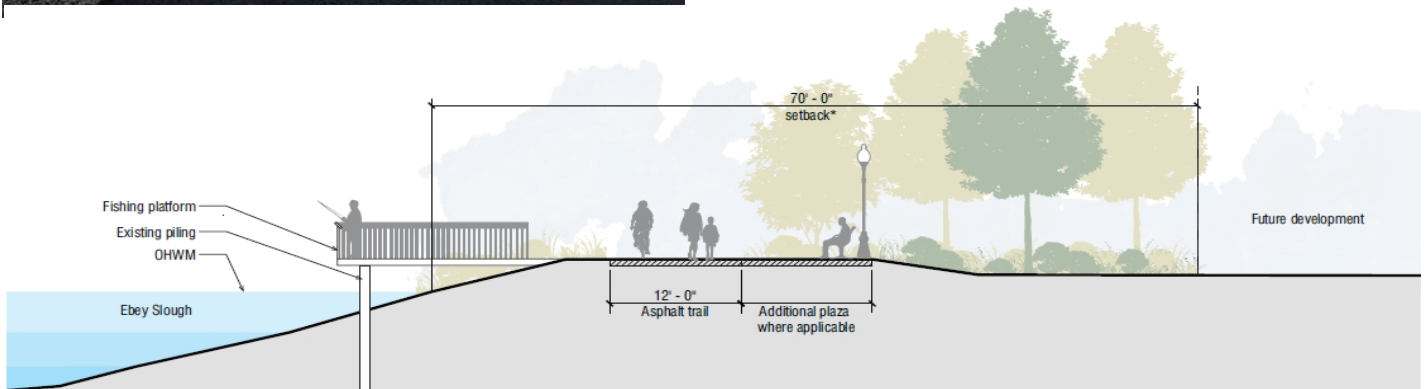 70' - 0"
setback*
Fishing platform
Existing piling
OHWM
Future development
Ebey Slough
12' - 0"
Asphalt trail
Additional plaza
where applicable